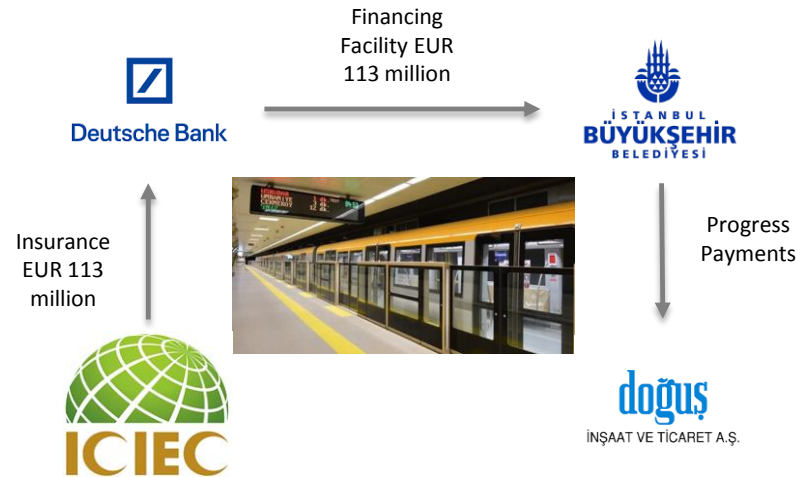 Financing
Facility EUR
113 million
Deutsche Bank
İSTANBUL
BÜYÜKŞEHİR
BELEDİYESİ
Insurance
EUR 113
million
Progress
Payments
ICIEC
doğuş
İNŞAAT VE TİCARET A.Ş.